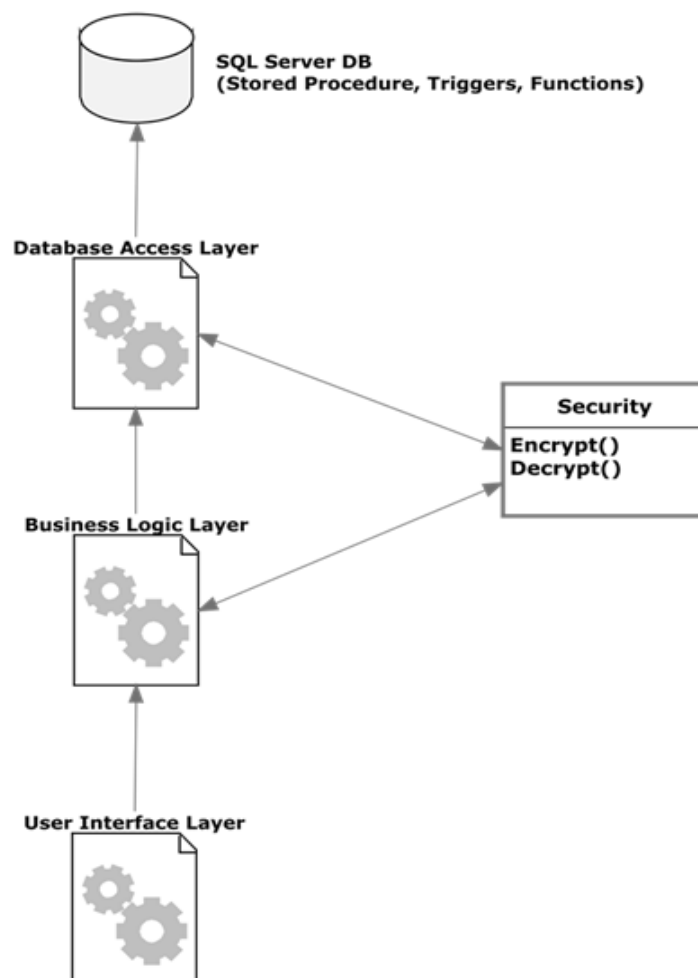 SQL Server DB
(Stored Procedure, Triggers, Functions)
Database Access Layer
Security
Encrypt()
Decrypt()
Business Logic Layer
User Interface Layer